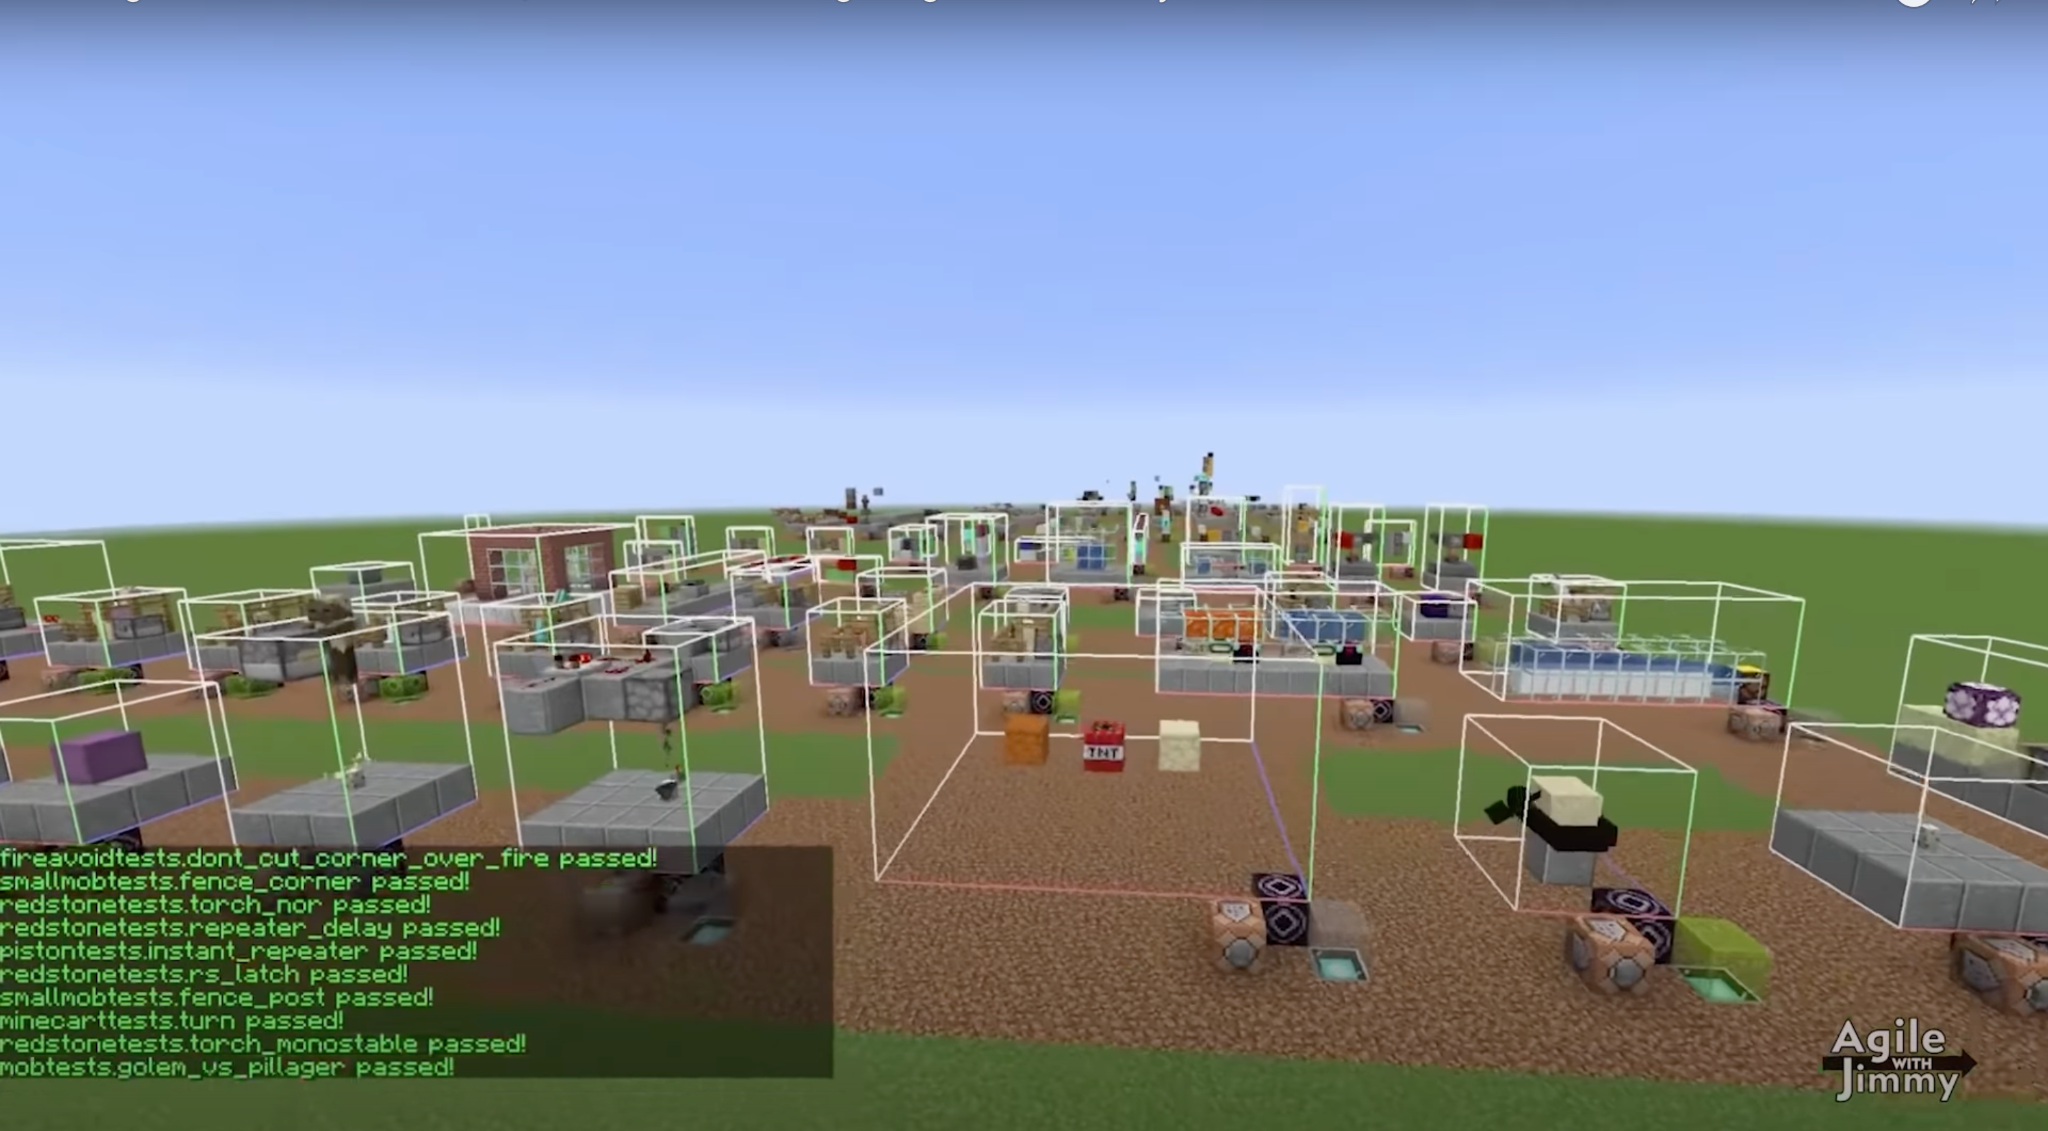 TNT
fireavoidtests.dont_cut_corner_over_fire passed!
smallmobtests.fence_corner passed!
redstonetests.torch_nor passed!
redstonetests.repeater_delay passed!
pistontests.instant_repeater passed!
redstonetests.rs_latch passed!
smallmobtests.fence_post passed!
minecarttests.turn passed!
redstonetests.torch_monostable passed!
mobtests.golem_vs_pillager passed!
Agile
WITH
Jimmy